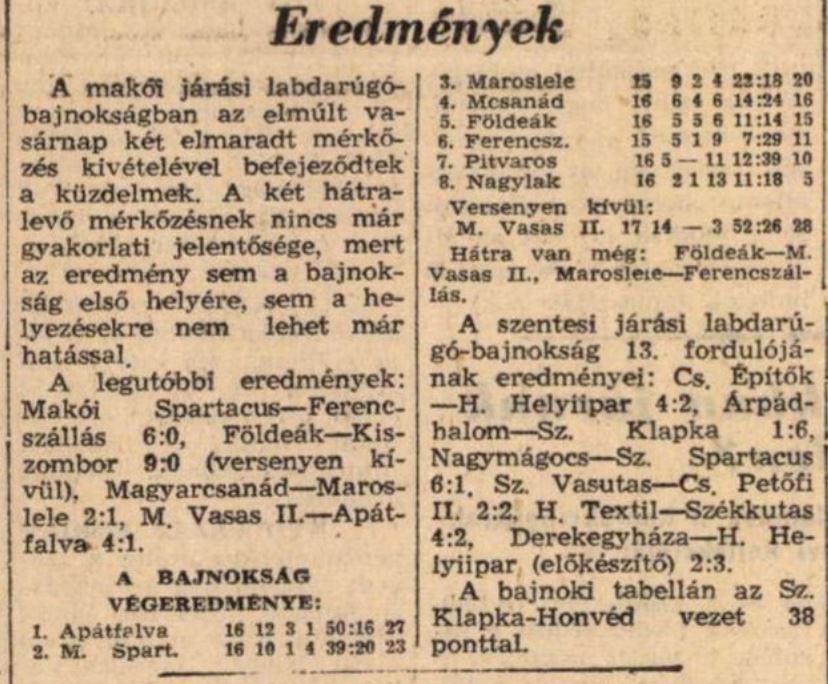 Eredmények
A makói járási labdarúgó-
bajnokságban az elmúlt va-
sárnap két elmaradt mérkő-
zés kivételével befejeződtek
a küzdelmek. A két hátra-
levő mérkőzésnek nincs már
gyakorlati jelentősége, mert
az eredmény sem a bajnok-
ság első helyére, sem a he-
lyezésekre nem lehet már
hatással.
A legutóbbi eredmények:
Makói Spartacus—Ferenc-
szállás 6:0, Földeák—Kis-
zombor 9:0 (versenyen kí-
vül), Magyarcsanád—Maros-
lele 2:1, M. Vasas II.—Apát-
falva 4:1.
A BAJNOKSÁG
VÉGEREDMÉNYE:
1. Apátfalva 16 12 3 1 50:16 27
2. M. Spart. 16 10 1 4 39:20 23
3. Maroslele 15 9 2 4 22:18 20
4. Mcsanád 16 6 4 6 14:24 16
5. Földeák 16 5 5 6 11:14 15
6. Ferencsz. 15 5 1 9 7:29 11
7. Pitvaros 16 5 — 11 12:39 10
8. Nagylak 16 2 1 13 11:18 5
Versenyen kívül:
M. Vasas II. 17 14 — 3 52:26 28
Hátra van még: Földeák—M.
Vasas II., Maroslele—Ferencszál-
lás.
A szentesi járási labdarú-
gó-bajnokság 13. fordulójá-
nak eredményei: Cs. Építők
—H. Helyiipar 4:2, Árpád-
halom—Sz. Klapka 1:6,
Nagymágocs—Sz. Spartacus
6:1, Sz. Vasutas—Cs. Petőfi
II. 2:2, H. Textil—Székkutas
4:2, Derekegyháza—H. He-
lyiipar (előkészítő) 2:3.
A bajnoki tabellán az Sz.
Klapka-Honvéd vezet 38
ponttal.